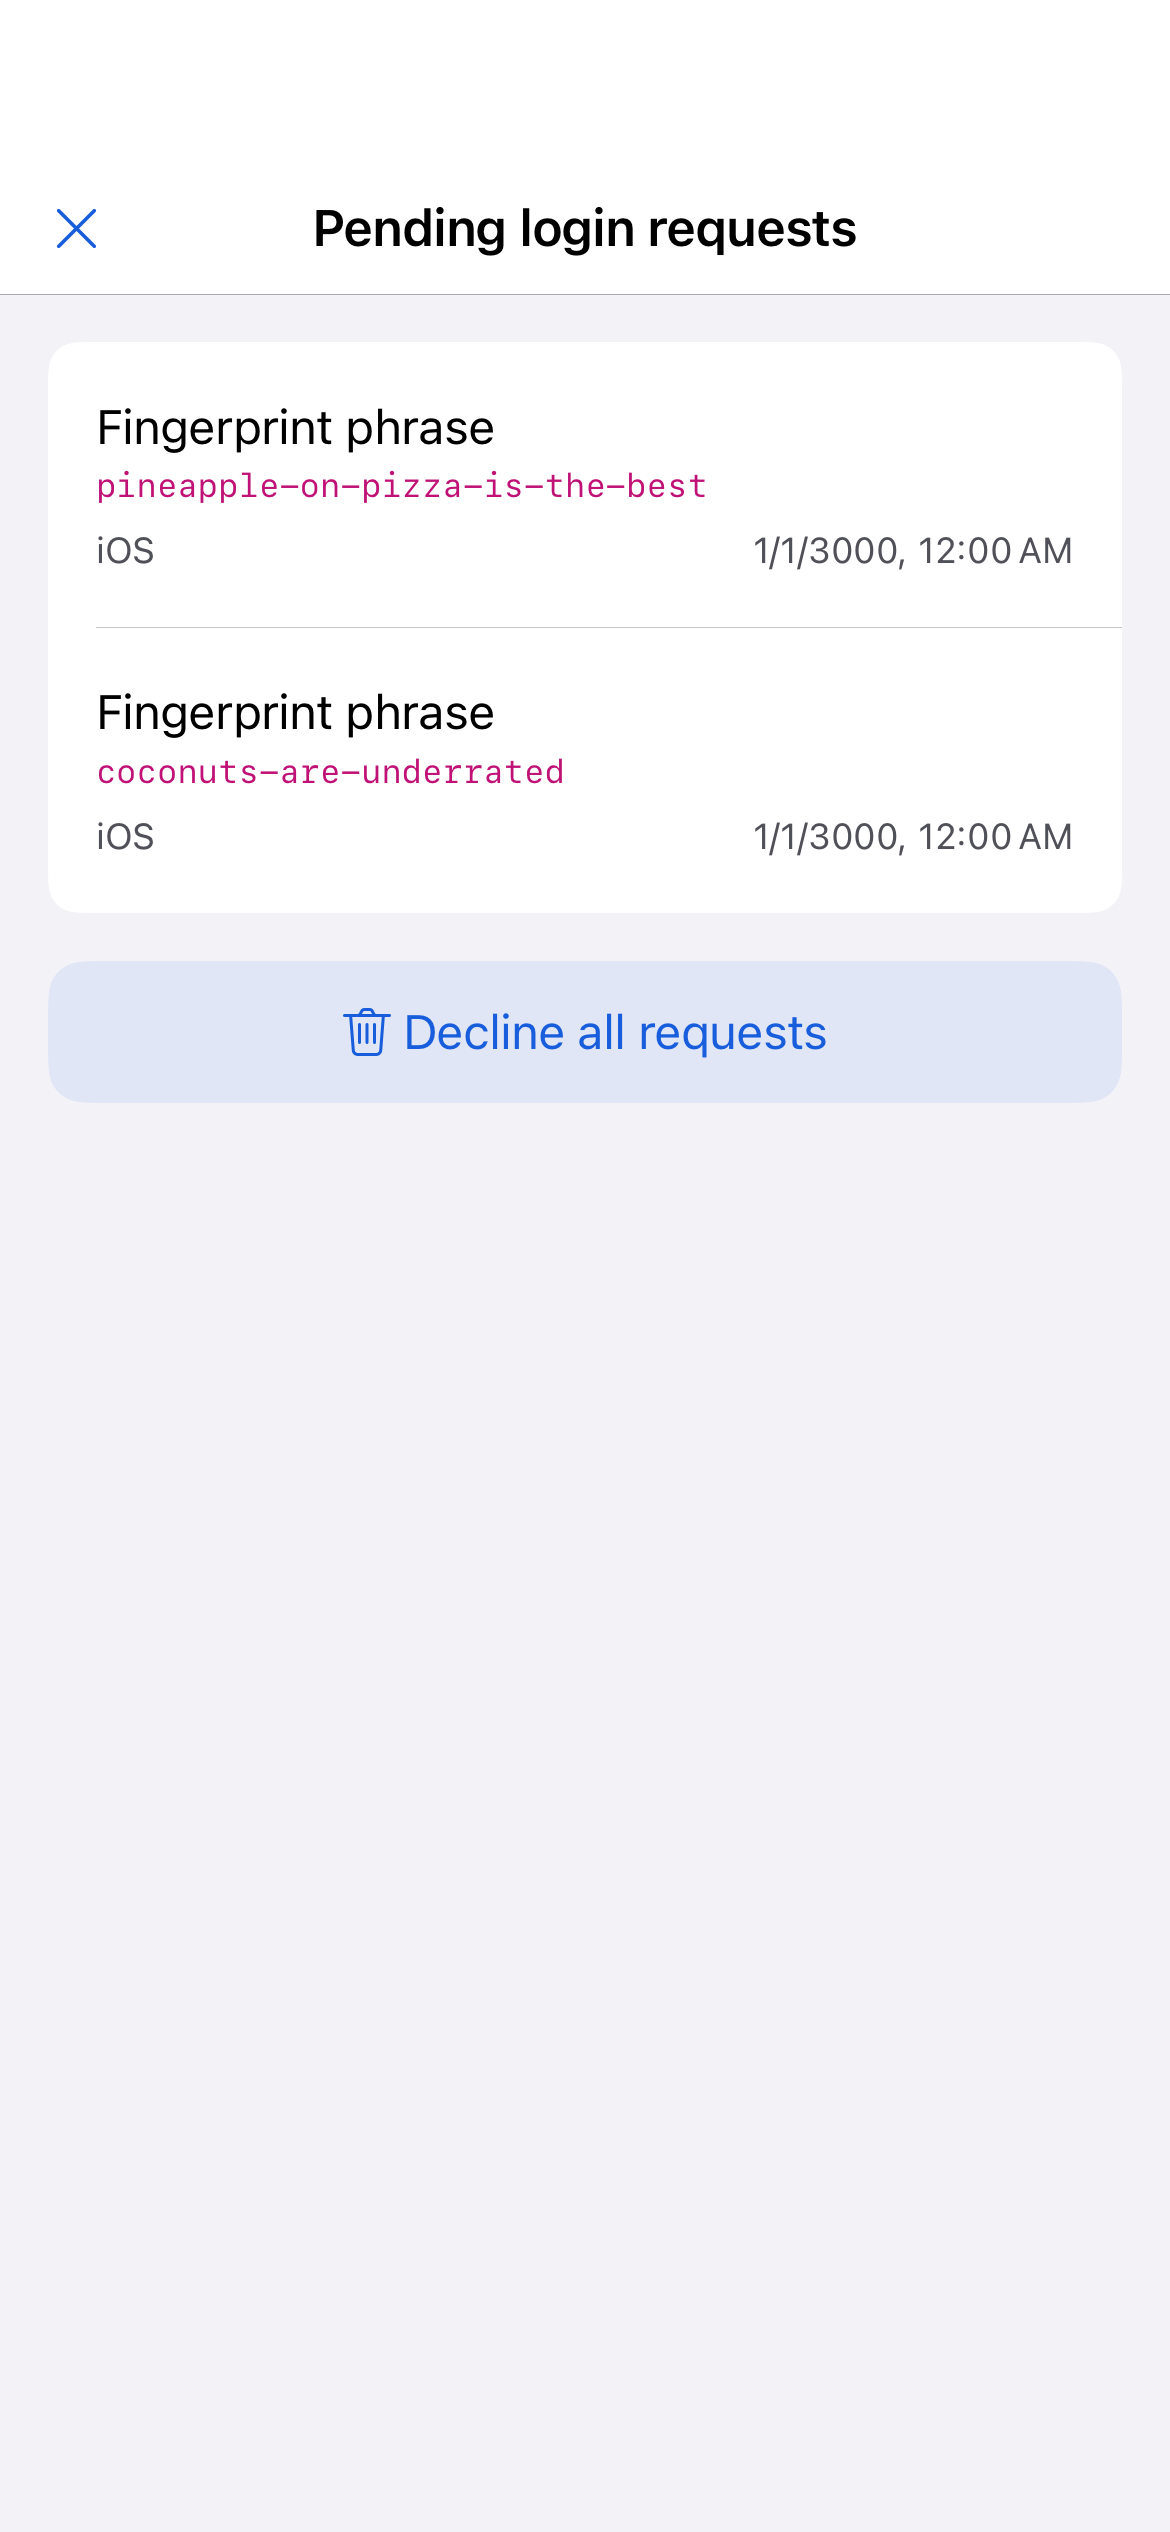 Pending login requests
Fingerprint phrase
pineapple-on-pizza-is-the-best
iOS 1/1/3000, 12:00 AM
Fingerprint phrase
coconuts-are-underrated
iOS 1/1/3000, 12:00 AM
Decline all requests